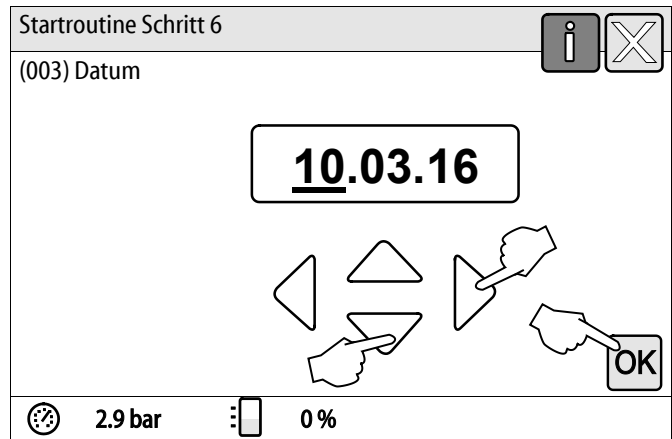 Startroutine Schritt 6
i
X
(003) Datum
10.03.16
OK
2.9 bar
0 %